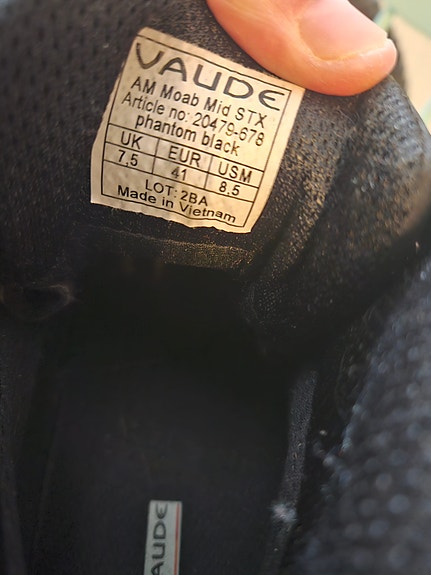 VAUDE
AM Moab Mid STX
Article no: 20479-678
phantom black
UK EUR USM
7,5 41 8,5
LOT: 2BA
Made in Vietnam
AUDE